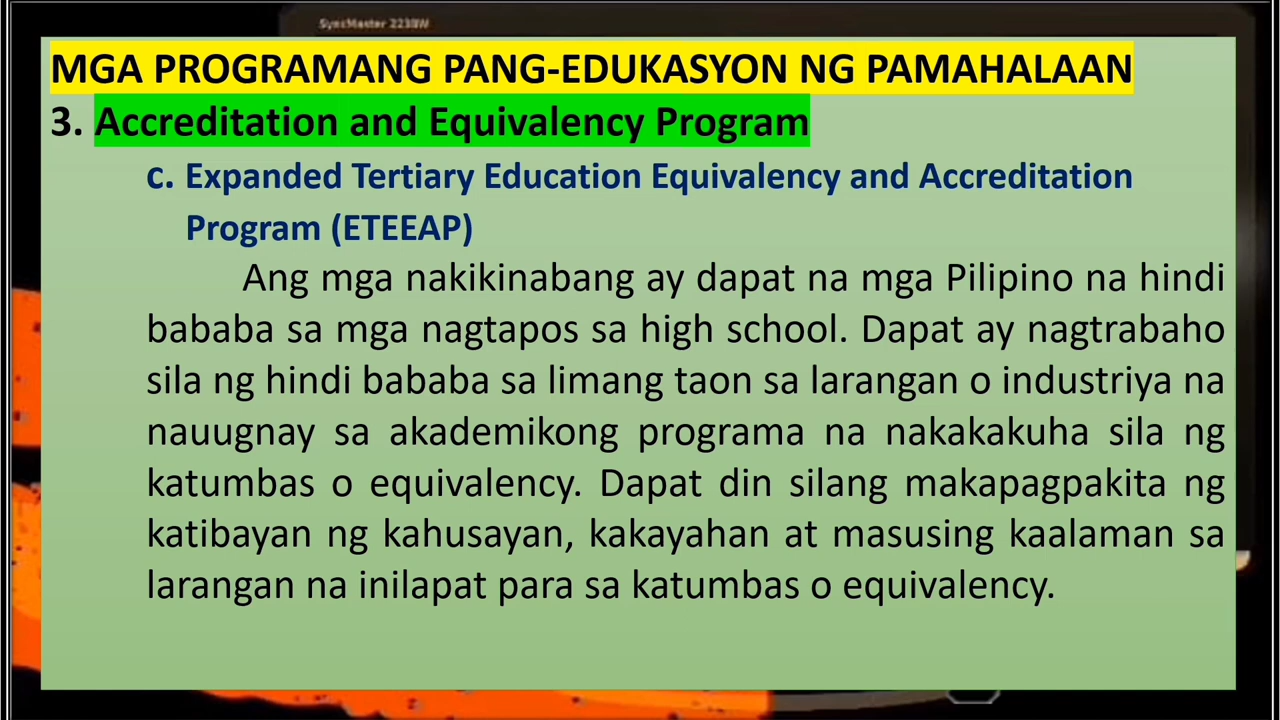 SyncMaster 2238W
MGA PROGRAMANG PANG-EDUKASYON NG PAMAHALAAN
3. Accreditation and Equivalency Program
c. Expanded Tertiary Education Equivalency and Accreditation
Program (ETEEAP)
Ang mga nakikinabang ay dapat na mga Pilipino na hindi
bababa sa mga nagtapos sa high school. Dapat ay nagtrabaho
sila ng hindi bababa sa limang taon sa larangan o industriya na
nauugnay sa akademikong programa na nakakakuha sila ng
katumbas o equivalency. Dapat din silang makapagpakita ng
katibayan ng kahusayan, kakayahan at masusing kaalaman sa
larangan na inilapat para sa katumbas o equivalency.